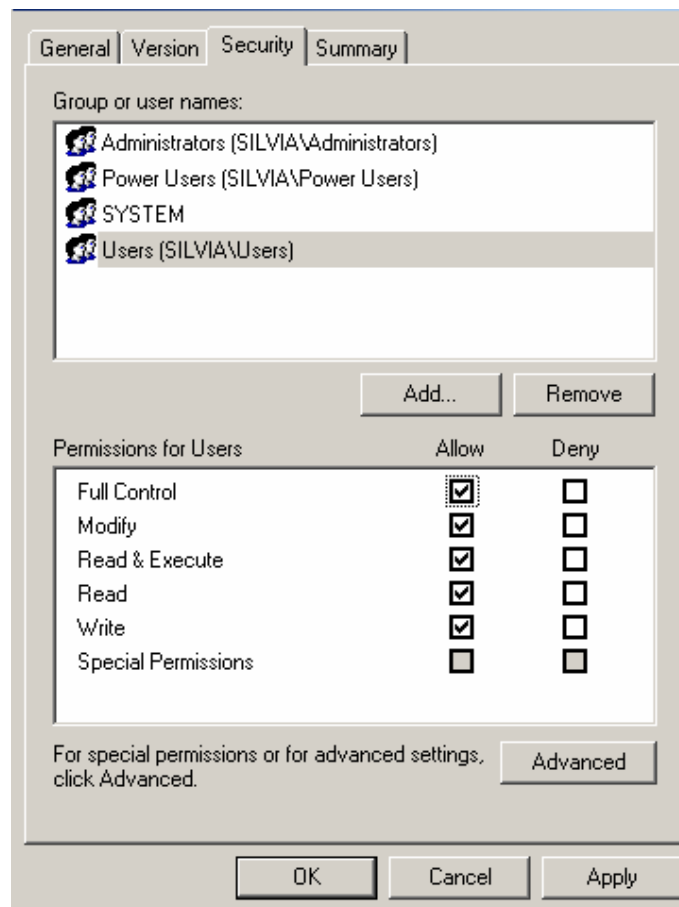 General Version Security Summary
Group or user names:
Administrators (SILVIA\Administrators)
Power Users (SILVIA\Power Users)
SYSTEM
Users (SILVIA\Users)
Add... Remove
Permissions for Users Allow Deny
Full Control
Modify
Read & Execute
Read
Write
Special Permissions
For special permissions or for advanced settings,
click Advanced.
Advanced
OK Cancel Apply